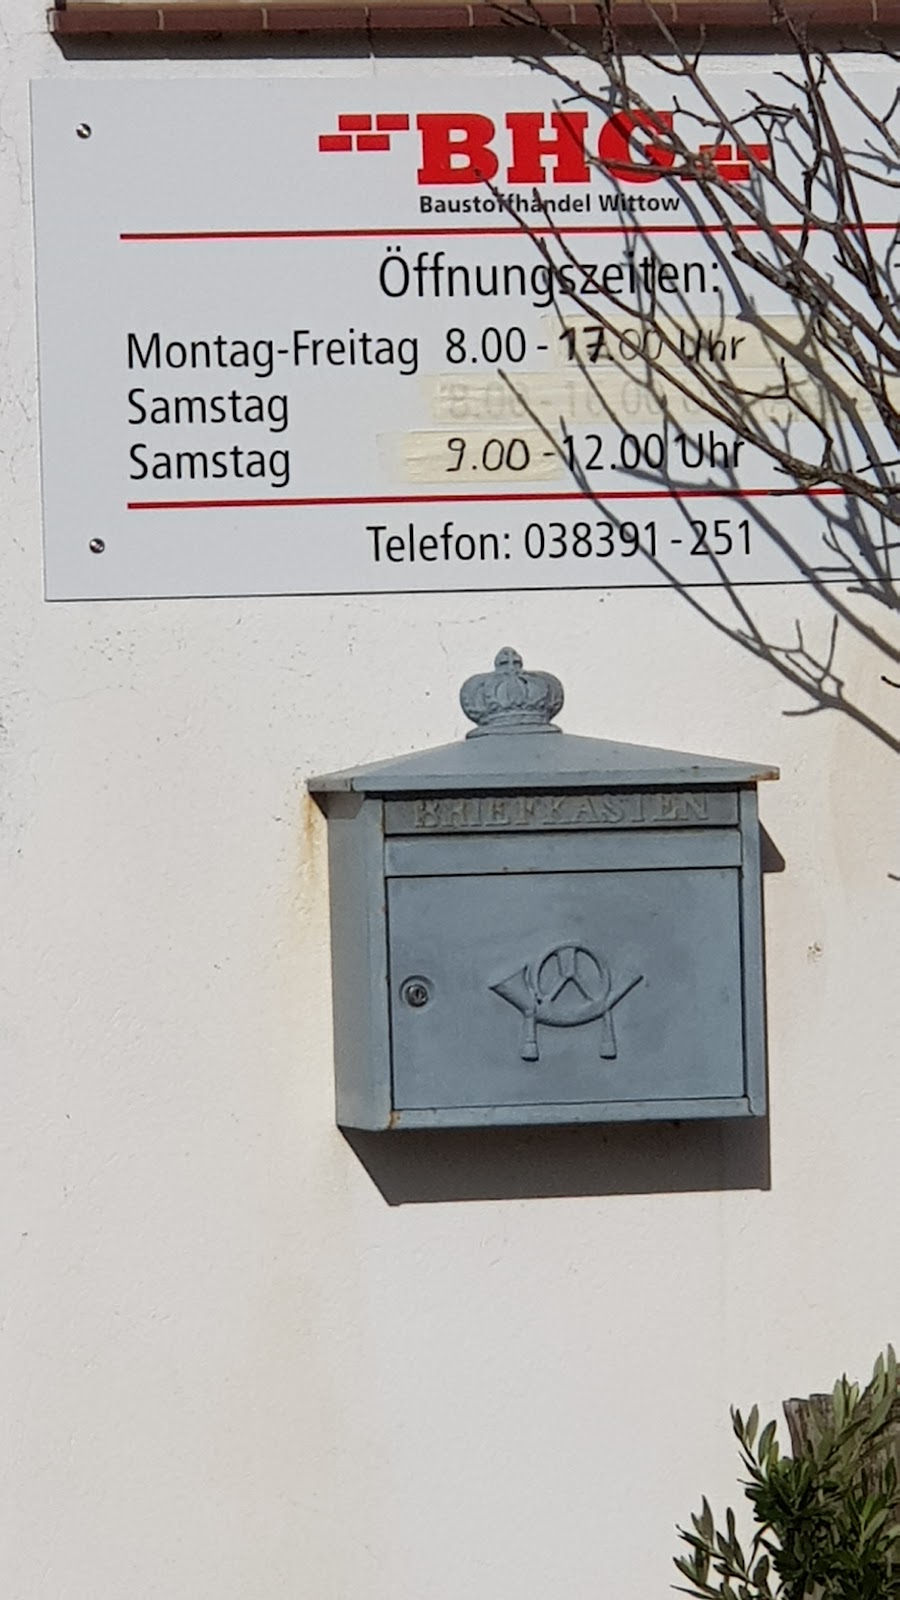 BHG
Baustoffhandel Wittow
Öffnungszeiten:
Montag-Freitag 8.00 - 17.00 Uhr
Samstag
Samstag 9.00 - 12.00 Uhr
Telefon: 038391 - 251
BRIEFKASTEN